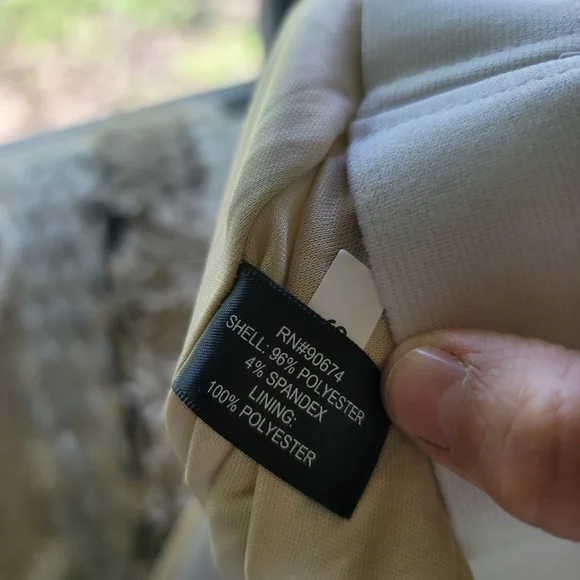 RN#90674
SHELL: 96% POLYESTER
4% SPANDEX
LINING:
100% POLYESTER